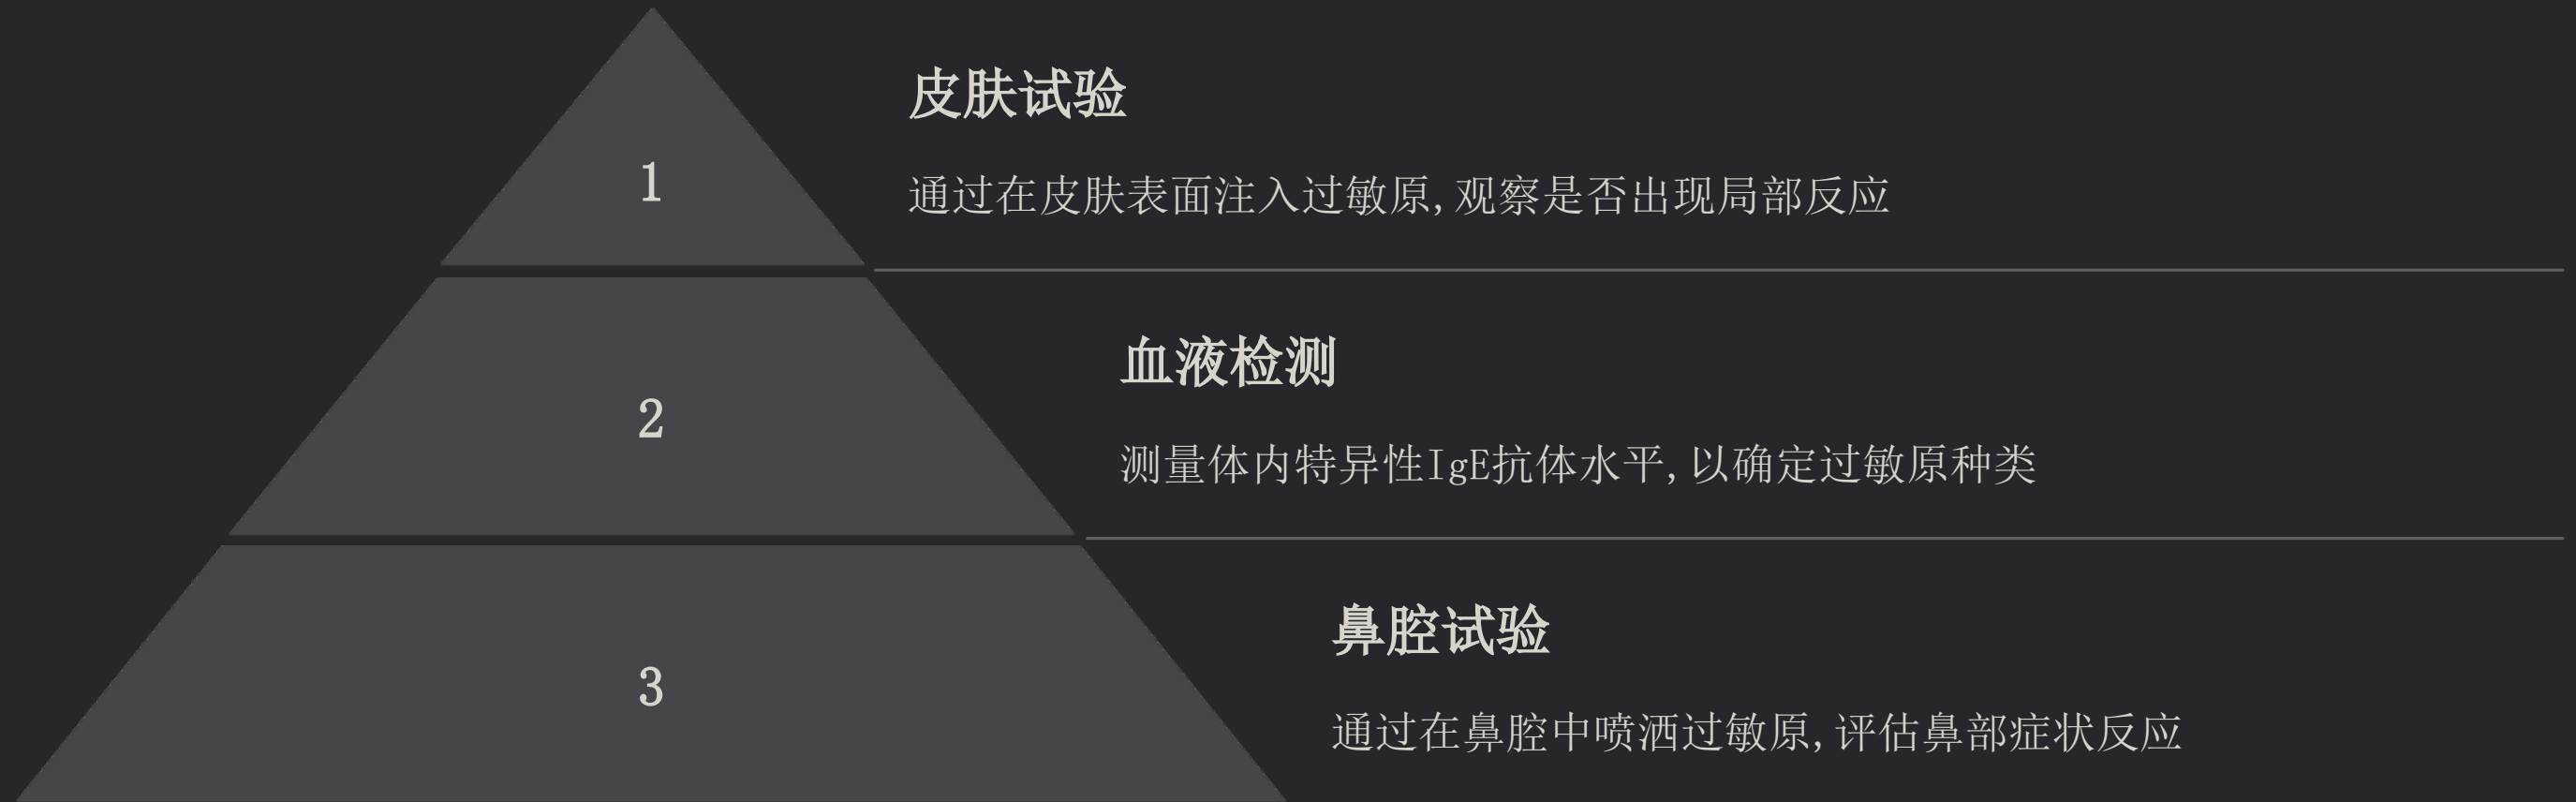 皮肤试验
1
通过在皮肤表面注入过敏原,观察是否出现局部反应
血液检测
2
测量体内特异性IgE抗体水平,以确定过敏原种类
鼻腔试验
3
通过在鼻腔中喷洒过敏原,评估鼻部症状反应